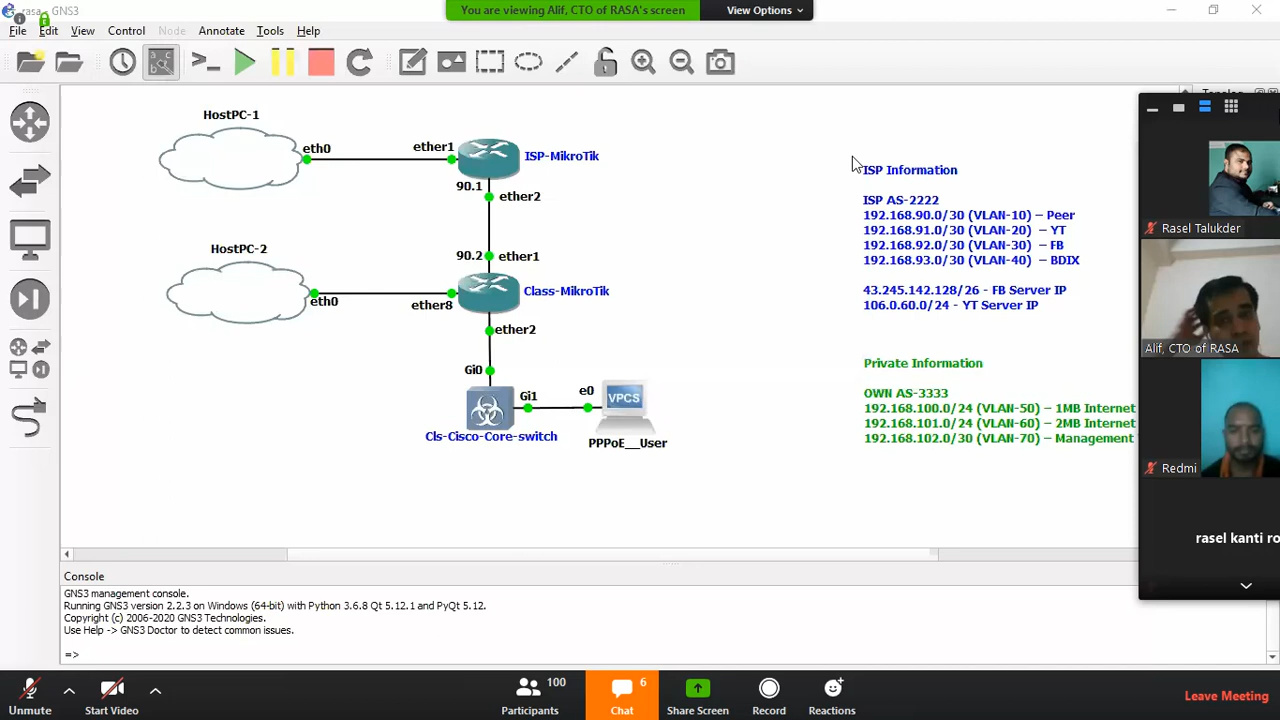 rasa - GNS3
You are viewing Alif, CTO of RASA's screen
View Options
File Edit View Control Node Annotate Tools Help
HostPC-1
eth0
ether1
ISP-MikroTik
90.1
ether2
HostPC-2
90.2
ether1
eth0
ether8
Class-MikroTik
ether2
Gi0
Gi1
e0
VPCS
Cls-Cisco-Core-switch
PPPoE__User
ISP Information
ISP AS-2222
192.168.90.0/30 (VLAN-10) – Peer
192.168.91.0/30 (VLAN-20) – YT
192.168.92.0/30 (VLAN-30) – FB
192.168.93.0/30 (VLAN-40) – BDIX
43.245.142.128/26 - FB Server IP
106.0.60.0/24 - YT Server IP
Private Information
OWN AS-3333
192.168.100.0/24 (VLAN-50) – 1MB Internet
192.168.101.0/24 (VLAN-60) – 2MB Internet
192.168.102.0/30 (VLAN-70) – Management
Rasel Talukder
Alif, CTO of RASA
Redmi
rasel kanti ro
Console
GNS3 management console.
Running GNS3 version 2.2.3 on Windows (64-bit) with Python 3.6.8 Qt 5.12.1 and PyQt 5.12.
Copyright (c) 2006-2020 GNS3 Technologies.
Use Help -> GNS3 Doctor to detect common issues.
=>
Unmute
Start Video
Participants 100
Chat 6
Share Screen
Record
Reactions
Leave Meeting